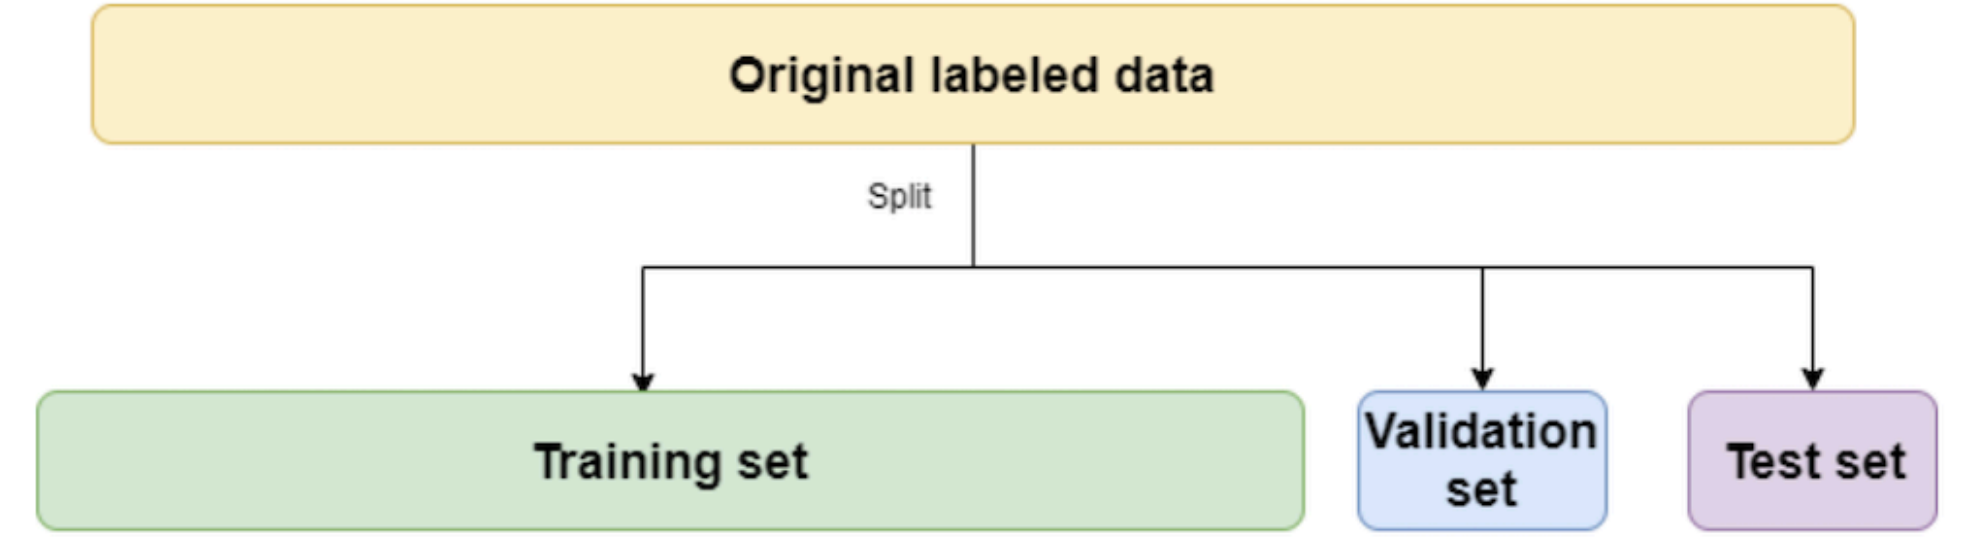 Original labeled data
Split
Training set
Validation
set
Test set